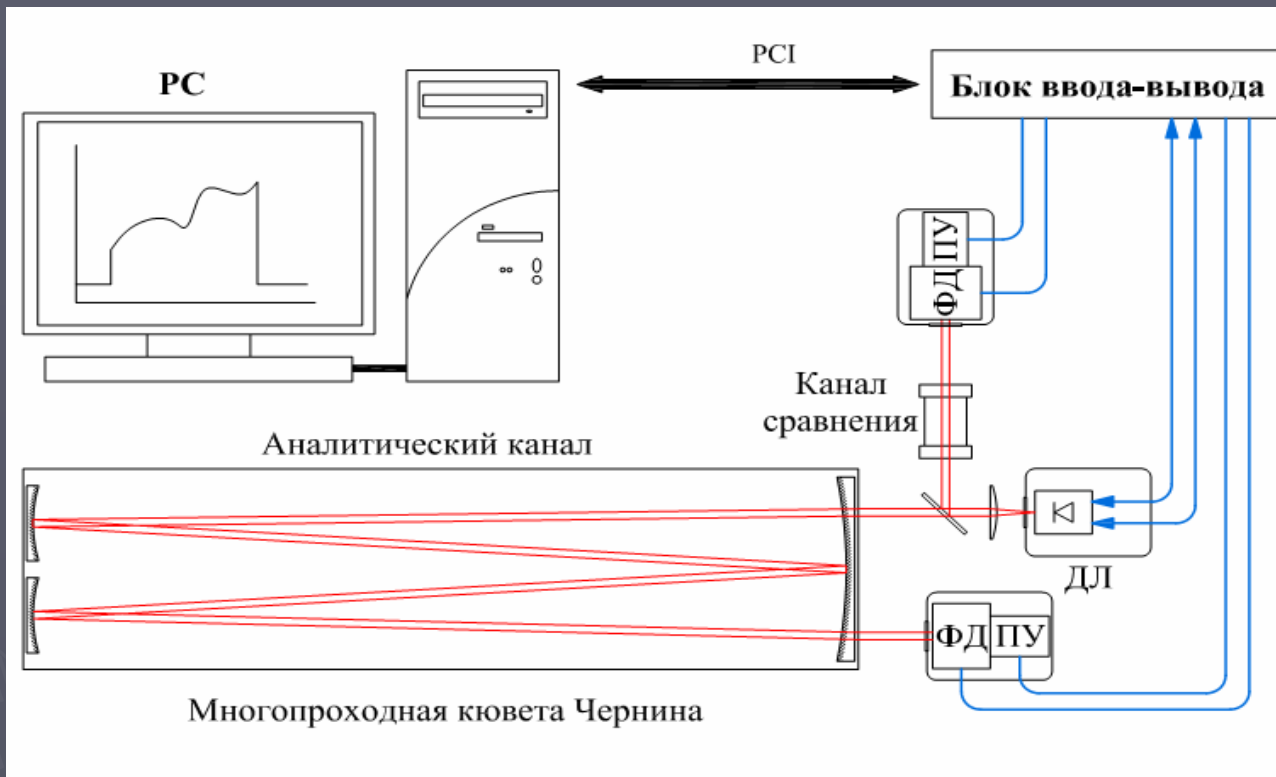 PC
PCI
Блок ввода-вывода
ПУ
ФД
Канал
сравнения
Аналитический канал
ДЛ
ФД
ПУ
Многопроходная кювета Чернина